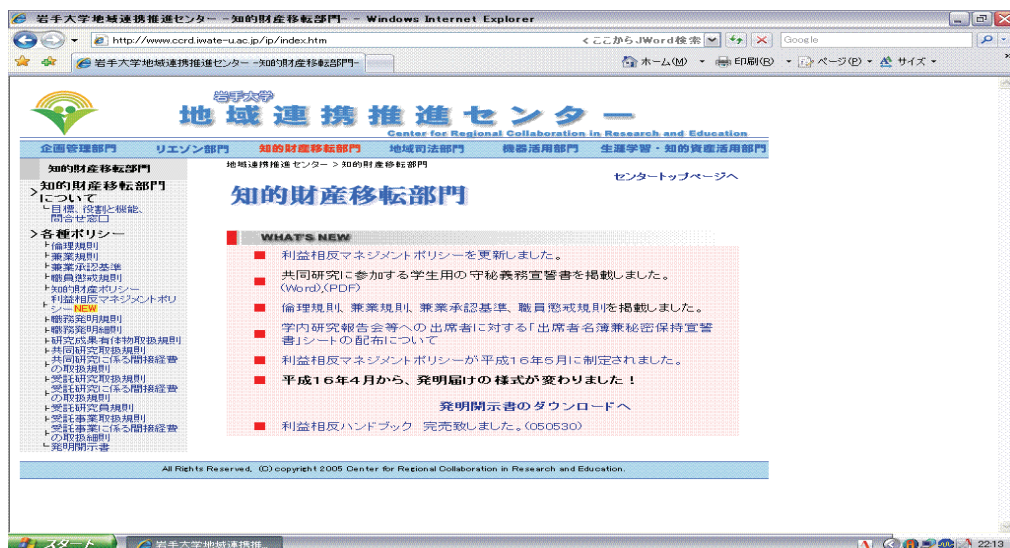 岩手大学地域連携推進センター -知的財産移転部門- - Windows Internet Explorer
http://www.ccrd.iwate-u.ac.jp/ip/index.htm
<ここからJWord検索
Google
岩手大学地域連携推進センター -知的財産移転部門-
ホーム(M)
印刷(R)
ページ(P)
サイズ
岩手大学
地域連携推進センター
Center for Regional Collaboration in Research and Education
企画管理部門 リエゾン部門 知的財産移転部門 地域司法部門 機器活用部門 生涯学習・知的資産活用部門
知的財産移転部門
>知的財産移転部門
について
目標、役割と機能、
問合せ窓口
>各種ポリシー
倫理規則
兼業規則
兼業承認基準
職員懲戒規則
知的財産ポリシー
利益相反マネジメントポリ
シー NEW
職務発明規則
職務発明細則
研究成果有体物取扱規則
共同研究取扱規則
共同研究に係る間接経費
の取扱規則
受託研究取扱規則
受託研究に係る間接経費
の取扱規則
受託研究員規則
受託事業取扱規則
受託事業に係る間接経費
の取扱細則
発明開示書
地域連携推進センター > 知的財産移転部門
センタートップページへ
知的財産移転部門
WHAT'S NEW
利益相反マネジメントポリシーを更新しました。
共同研究に参加する学生用の守秘義務宣誓書を掲載しました。
(Word),(PDF)
倫理規則、兼業規則、兼業承認基準、職員懲戒規則を掲載しました。
学内研究報告会等への出席者に対する「出席者名簿兼秘密保持宣誓
書」シートの配布について
利益相反マネジメントポリシーが平成16年5月に制定されました。
平成16年4月から、発明届けの様式が変わりました！
発明開示書のダウンロードへ
利益相反ハンドブック 完売致しました。(050530)
All Rights Reserved, (C)copyright 2005 Center for Regional Collaboration in Research and Education.
スタート
岩手大学地域連携推...
22:13